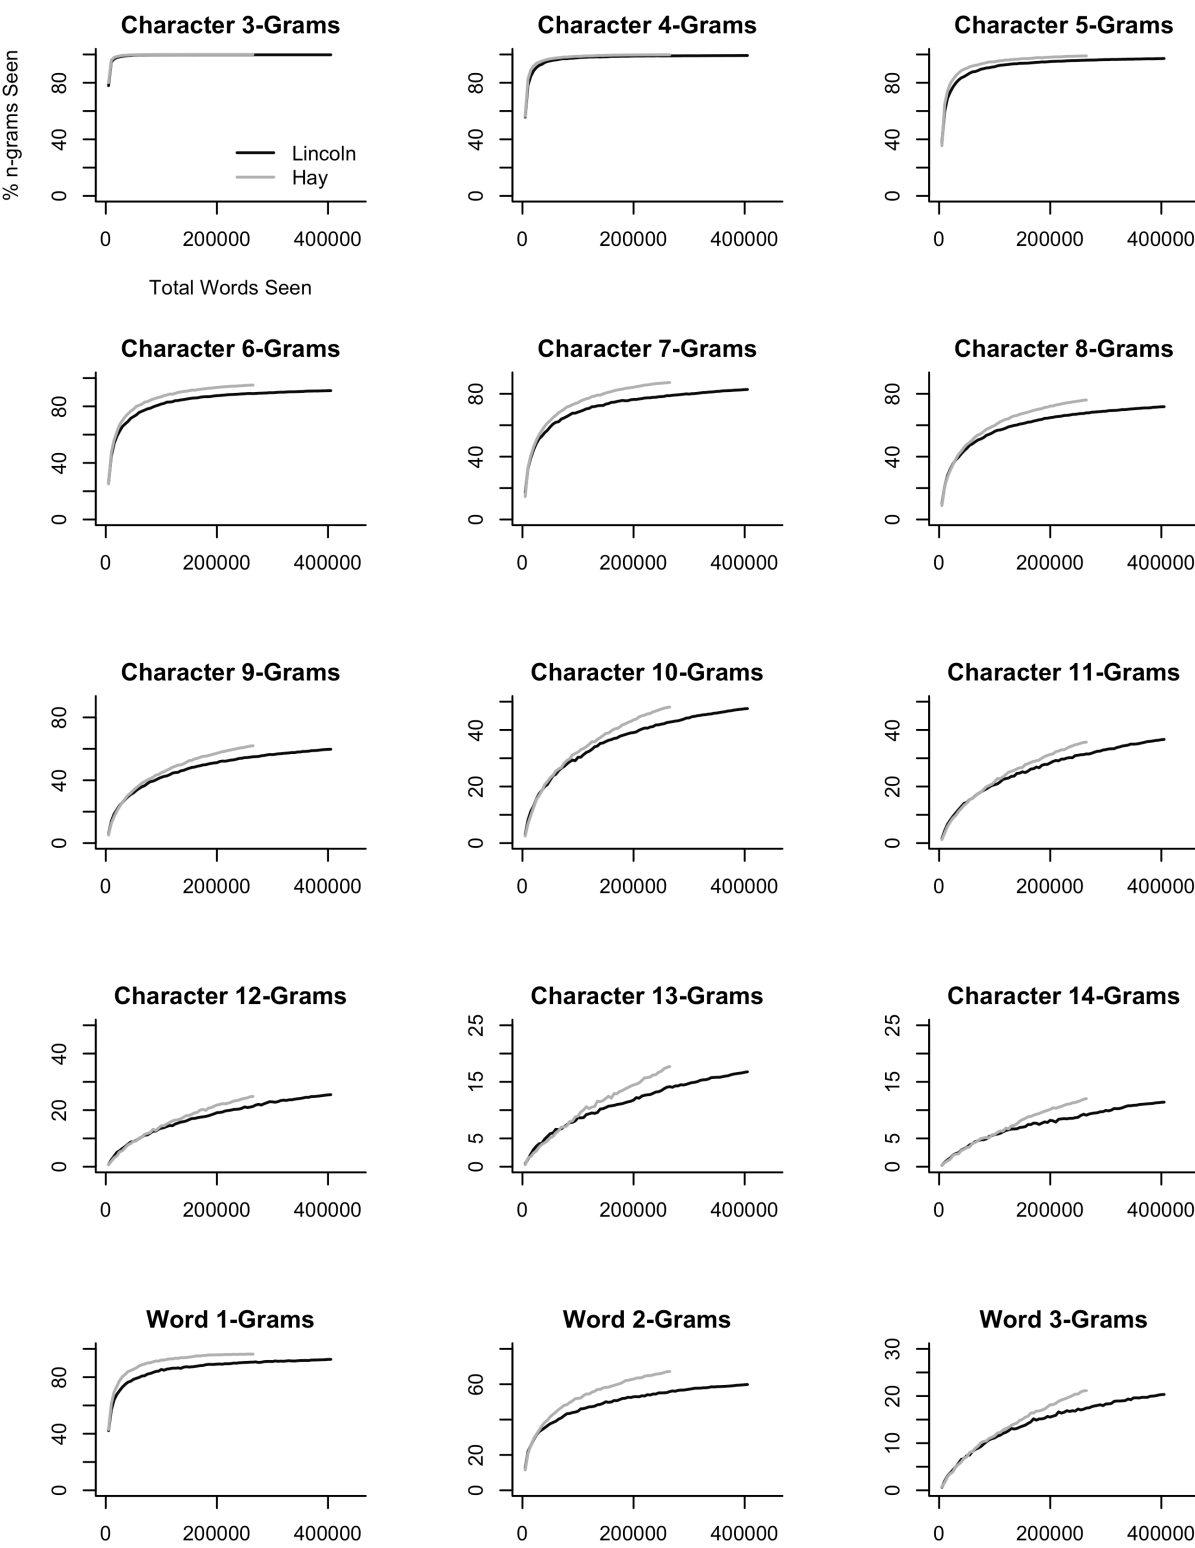 Character 3-Grams
Character 4-Grams
Character 5-Grams
% n-grams Seen
80
40
0
Lincoln
Hay
0 200000 400000
Total Words Seen
80
40
0
0 200000 400000
80
40
0
0 200000 400000
Character 6-Grams
Character 7-Grams
Character 8-Grams
80
40
0
0 200000 400000
80
40
0
0 200000 400000
80
40
0
0 200000 400000
Character 9-Grams
Character 10-Grams
Character 11-Grams
80
40
0
0 200000 400000
40
20
0
0 200000 400000
40
20
0
0 200000 400000
Character 12-Grams
Character 13-Grams
Character 14-Grams
40
20
0
0 200000 400000
25
15
5
0
0 200000 400000
25
15
5
0
0 200000 400000
Word 1-Grams
Word 2-Grams
Word 3-Grams
80
40
0
0 200000 400000
60
20
0
0 200000 400000
30
20
10
0
0 200000 400000